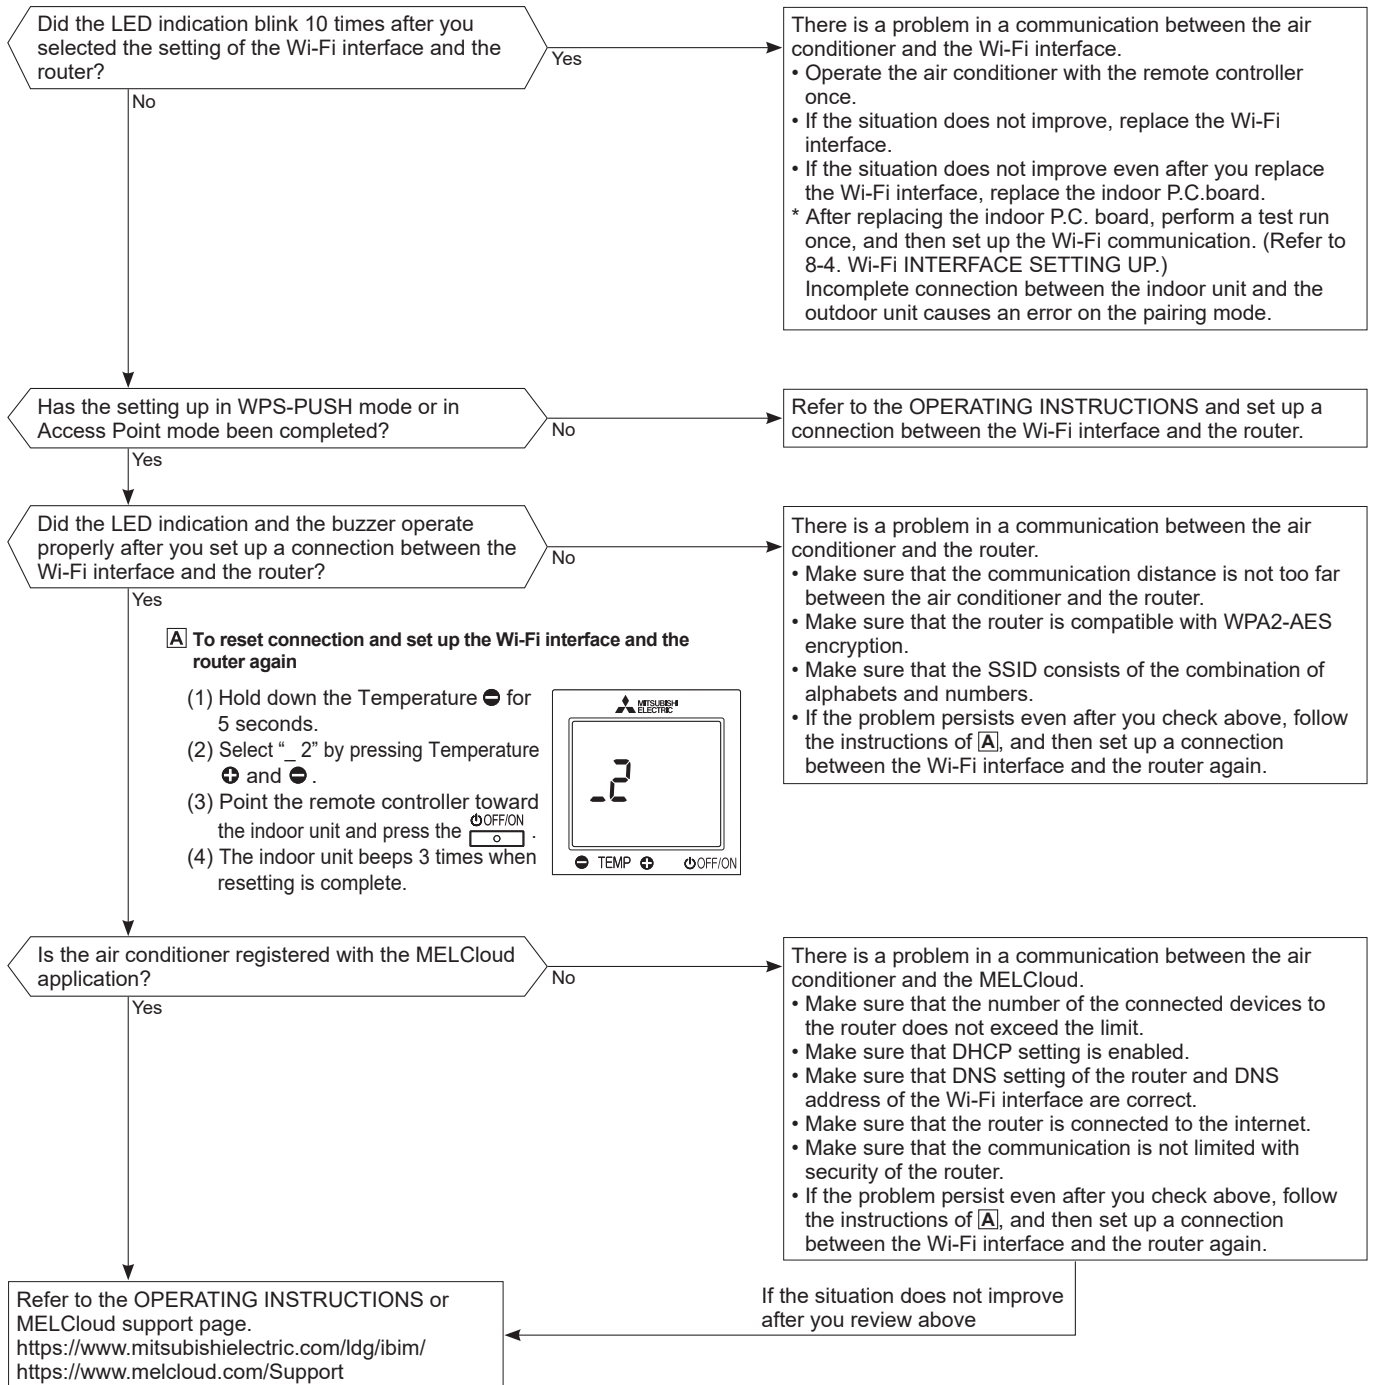 Did the LED indication blink 10 times after you
selected the setting of the Wi-Fi interface and the
router?
Yes
No
There is a problem in a communication between the air
conditioner and the Wi-Fi interface.
• Operate the air conditioner with the remote controller
once.
• If the situation does not improve, replace the Wi-Fi
interface.
• If the situation does not improve even after you replace
the Wi-Fi interface, replace the indoor P.C.board.
* After replacing the indoor P.C. board, perform a test run
once, and then set up the Wi-Fi communication. (Refer to
8-4. Wi-Fi INTERFACE SETTING UP.)
Incomplete connection between the indoor unit and the
outdoor unit causes an error on the pairing mode.
Has the setting up in WPS-PUSH mode or in
Access Point mode been completed?
No
Yes
Refer to the OPERATING INSTRUCTIONS and set up a
connection between the Wi-Fi interface and the router.
Did the LED indication and the buzzer operate
properly after you set up a connection between the
Wi-Fi interface and the router?
No
Yes
There is a problem in a communication between the air
conditioner and the router.
• Make sure that the communication distance is not too far
between the air conditioner and the router.
• Make sure that the router is compatible with WPA2-AES
encryption.
• Make sure that the SSID consists of the combination of
alphabets and numbers.
• If the problem persists even after you check above, follow
the instructions of A, and then set up a connection
between the Wi-Fi interface and the router again.
A To reset connection and set up the Wi-Fi interface and the
router again
(1) Hold down the Temperature ⊖ for
5 seconds.
(2) Select “_ 2” by pressing Temperature
⊕ and ⊖ .
(3) Point the remote controller toward
the indoor unit and press the ⏻OFF/ON .
(4) The indoor unit beeps 3 times when
resetting is complete.
MITSUBISHI
ELECTRIC
_2
⊖ TEMP ⊕ ⏻OFF/ON
Is the air conditioner registered with the MELCloud
application?
No
Yes
There is a problem in a communication between the air
conditioner and the MELCloud.
• Make sure that the number of the connected devices to
the router does not exceed the limit.
• Make sure that DHCP setting is enabled.
• Make sure that DNS setting of the router and DNS
address of the Wi-Fi interface are correct.
• Make sure that the router is connected to the internet.
• Make sure that the communication is not limited with
security of the router.
• If the problem persist even after you check above, follow
the instructions of A, and then set up a connection
between the Wi-Fi interface and the router again.
If the situation does not improve
after you review above
Refer to the OPERATING INSTRUCTIONS or
MELCloud support page.
https://www.mitsubishielectric.com/ldg/ibim/
https://www.melcloud.com/Support